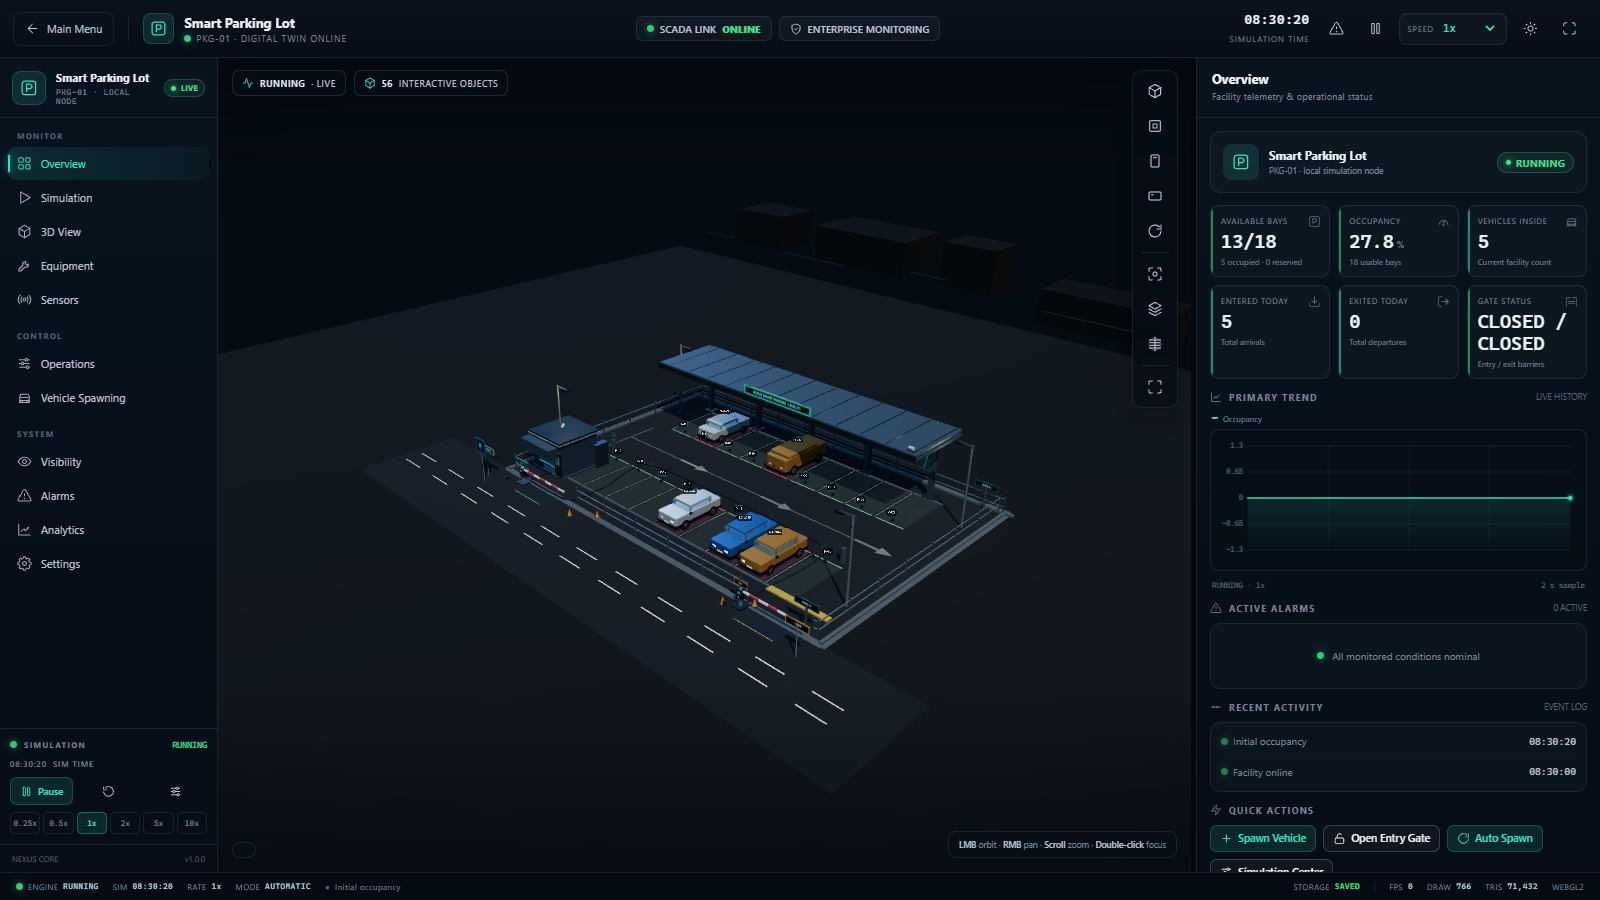 Main Menu
Smart Parking Lot
PKG-01 · DIGITAL TWIN ONLINE
SCADA LINK ONLINE
ENTERPRISE MONITORING
08:30:20
SIMULATION TIME
SPEED 1x
Smart Parking Lot
PKG-01 · LOCAL NODE
LIVE
MONITOR
Overview
Simulation
3D View
Equipment
Sensors
CONTROL
Operations
Vehicle Spawning
SYSTEM
Visibility
Alarms
Analytics
Settings
SIMULATION RUNNING
08:30:20 SIM TIME
Pause
0.25x 0.5x 1x 2x 5x 10x
NEXUS CORE v1.0.0
RUNNING · LIVE
56 INTERACTIVE OBJECTS
LMB orbit · RMB pan · Scroll zoom · Double-click focus
Overview
Facility telemetry & operational status
Smart Parking Lot
PKG-01 · local simulation node
RUNNING
AVAILABLE BAYS
13/18
5 occupied · 0 reserved
OCCUPANCY
27.8 %
18 usable bays
VEHICLES INSIDE
5
Current facility count
ENTERED TODAY
5
Total arrivals
EXITED TODAY
0
Total departures
GATE STATUS
CLOSED / CLOSED
Entry / exit barriers
PRIMARY TREND LIVE HISTORY
Occupancy
1.3
0.65
0
−0.65
−1.3
RUNNING · 1x 2 s sample
ACTIVE ALARMS 0 ACTIVE
All monitored conditions nominal
RECENT ACTIVITY EVENT LOG
Initial occupancy 08:30:20
Facility online 08:30:00
QUICK ACTIONS
Spawn Vehicle
Open Entry Gate
Auto Spawn
Simulation Center
ENGINE RUNNING SIM 08:30:20 RATE 1x MODE AUTOMATIC Initial occupancy
STORAGE SAVED FPS 0 DRAW 766 TRIS 71,432 WEBGL2